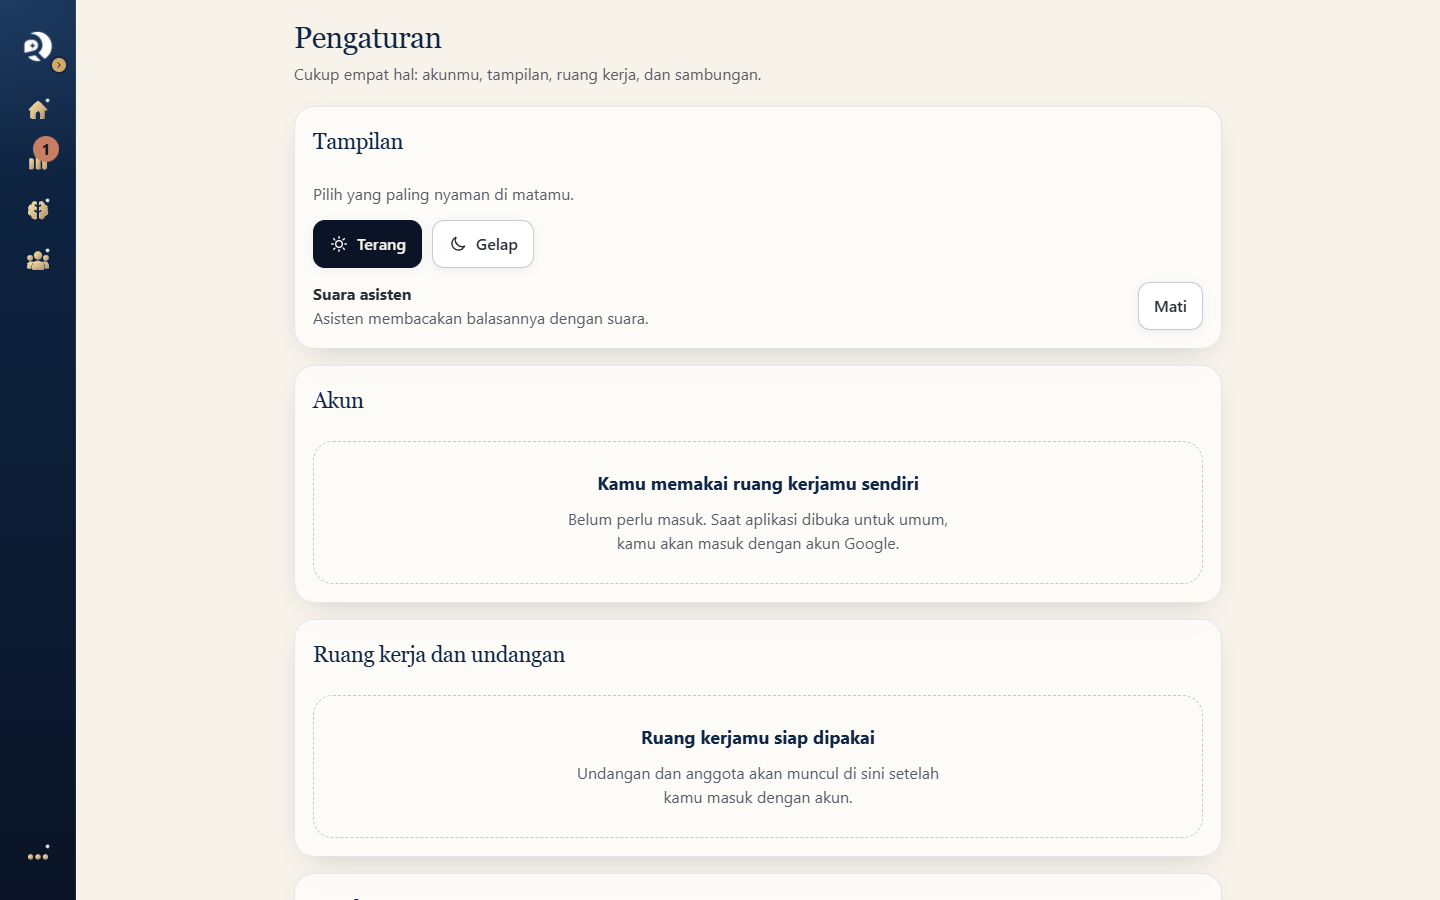 Pengaturan
Cukup empat hal: akunmu, tampilan, ruang kerja, dan sambungan.
1
Tampilan
Pilih yang paling nyaman di matamu.
Terang
Gelap
Suara asisten
Asisten membacakan balasannya dengan suara.
Mati
Akun
Kamu memakai ruang kerjamu sendiri
Belum perlu masuk. Saat aplikasi dibuka untuk umum,
kamu akan masuk dengan akun Google.
Ruang kerja dan undangan
Ruang kerjamu siap dipakai
Undangan dan anggota akan muncul di sini setelah
kamu masuk dengan akun.